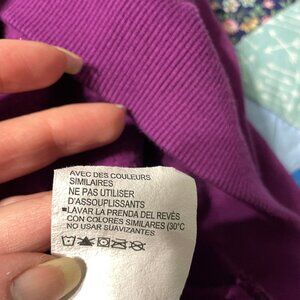 AVEC DES COULEURS
SIMILAIRES
NE PAS UTILISER
D'ASSOUPLISSANTS
■LAVAR LA PRENDA DEL REVÉS
CON COLORES SIMILARES (30°C
NO USAR SUAVIZANTES